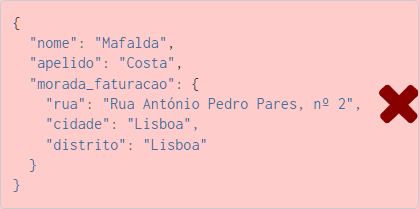 {
"nome": "Mafalda",
"apelido": "Costa",
"morada_faturacao": {
"rua": "Rua António Pedro Pares, nº 2",
"cidade": "Lisboa",
"distrito": "Lisboa"
}
}